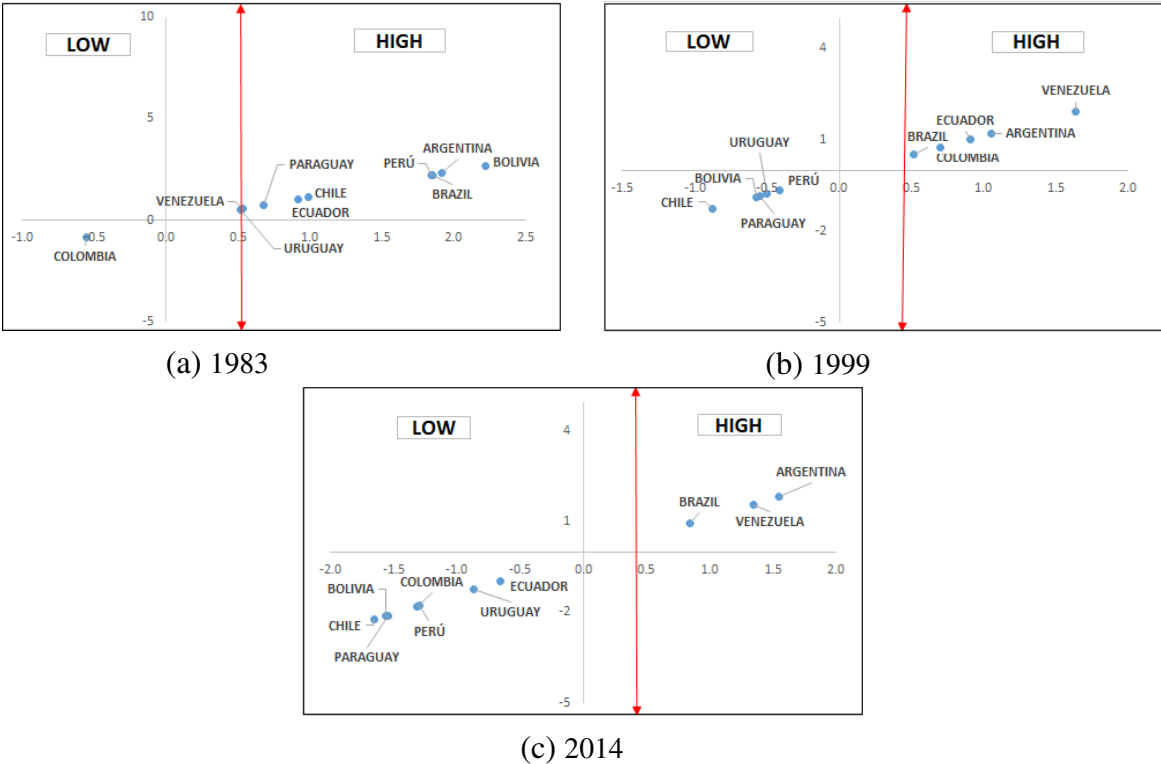 10
LOW
HIGH
5
ARGENTINA
PARAGUAY
PERÚ
BOLIVIA
VENEZUELA
CHILE
BRAZIL
ECUADOR
0
-1.0
0.0
0.5
1.0
1.5
2.0
2.5
URUGUAY
COLOMBIA
-5
(a) 1983
4
LOW
HIGH
VENEZUELA
ECUADOR
URUGUAY
1
BRAZIL
ARGENTINA
COLOMBIA
BOLIVIA
PERÚ
-1.5
-1.0
-0.5
0.0
0.5
1.0
1.5
2.0
CHILE
PARAGUAY
-2
-5
(b) 1999
LOW
4
HIGH
ARGENTINA
BRAZIL
1
VENEZUELA
-2.0
-1.5
-1.0
-0.5
0.0
0.5
1.0
1.5
2.0
BOLIVIA
COLOMBIA
ECUADOR
-2
URUGUAY
CHILE
PERÚ
PARAGUAY
-5
(c) 2014